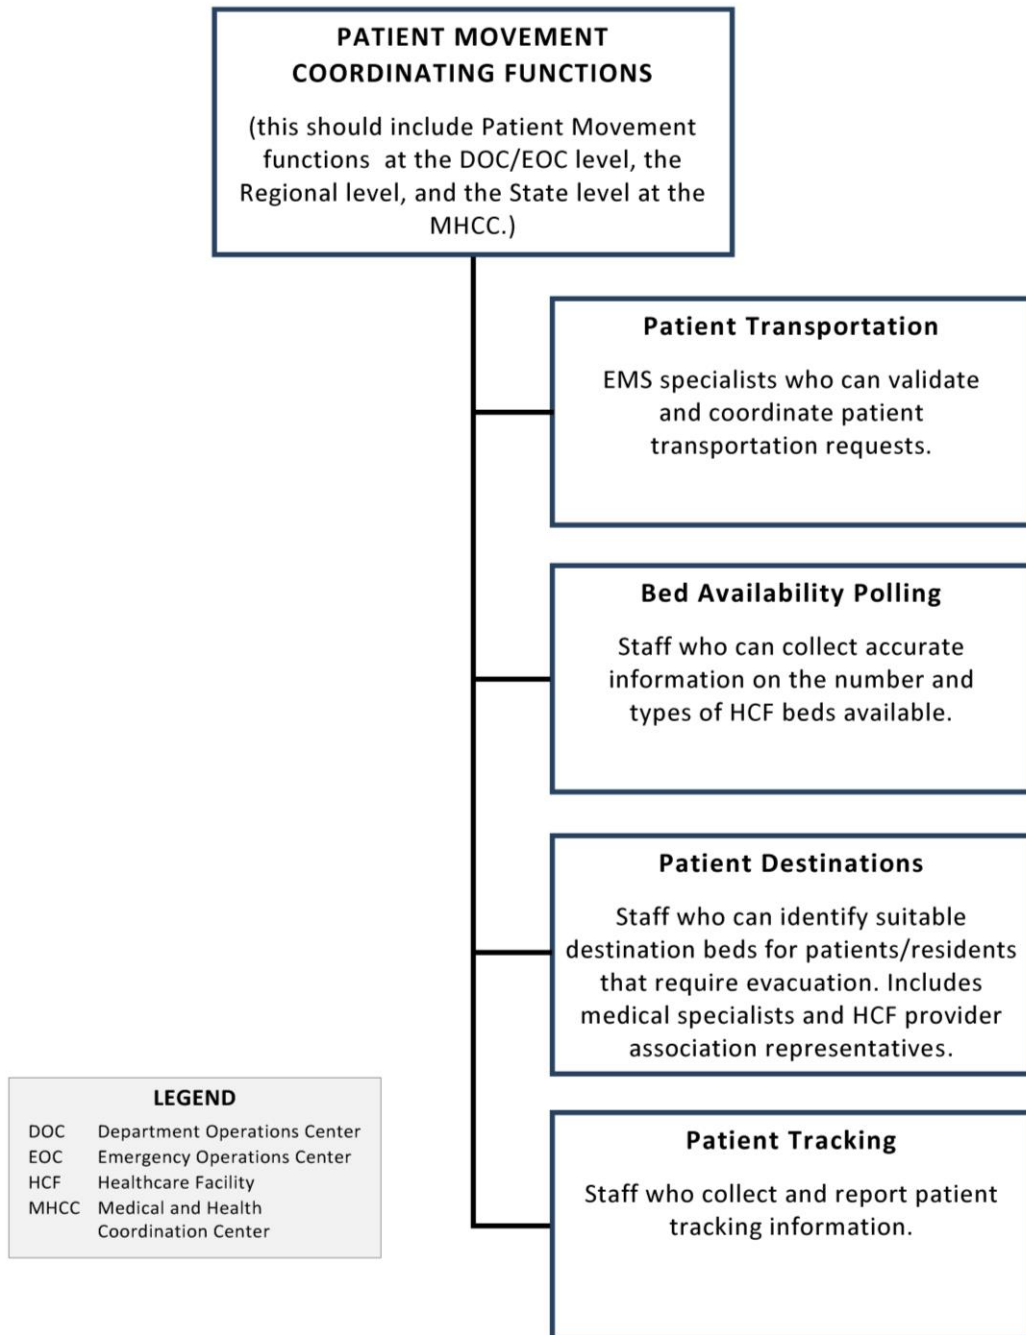 PATIENT MOVEMENT
COORDINATING FUNCTIONS
(this should include Patient Movement
functions at the DOC/EOC level, the
Regional level, and the State level at the
MHCC.)
Patient Transportation
EMS specialists who can validate
and coordinate patient
transportation requests.
Bed Availability Polling
Staff who can collect accurate
information on the number and
types of HCF beds available.
Patient Destinations
Staff who can identify suitable
destination beds for patients/residents
that require evacuation. Includes
medical specialists and HCF provider
association representatives.
Patient Tracking
Staff who collect and report patient
tracking information.
LEGEND
DOC Department Operations Center
EOC Emergency Operations Center
HCF Healthcare Facility
MHCC Medical and Health
Coordination Center